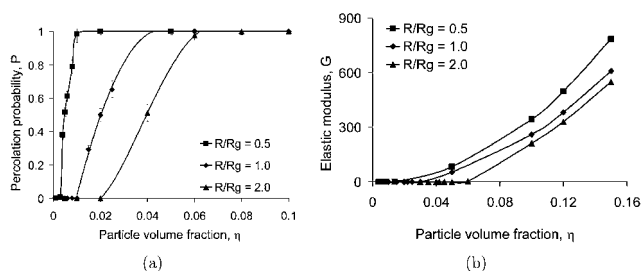 Percolation probability, P
1
0.8
0.6
0.4
0.2
0
R/Rg = 0.5
R/Rg = 1.0
R/Rg = 2.0
0 0.02 0.04 0.06 0.08 0.1
Particle volume fraction, η
(a)
Elastic modulus, G
900
600
300
0
R/Rg = 0.5
R/Rg = 1.0
R/Rg = 2.0
0 0.04 0.08 0.12 0.16
Particle volume fraction, η
(b)